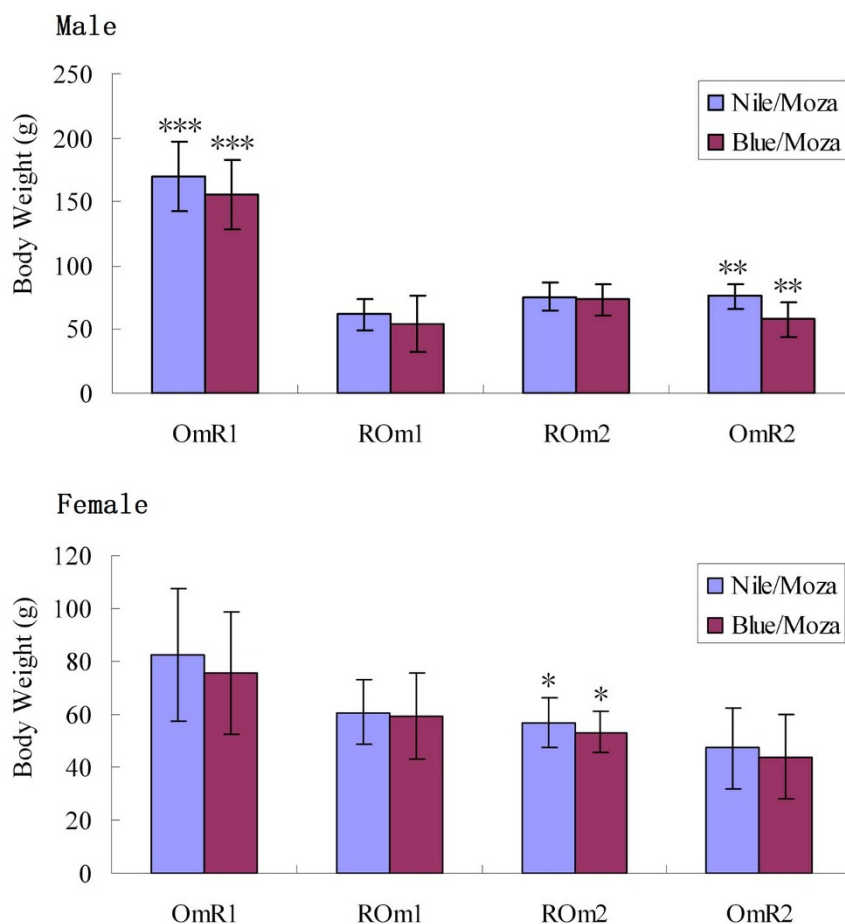 Male
Body Weight (g)
250
200
150
100
50
0
*** ***
** **
Nile/Moza
Blue/Moza
OmR1 ROm1 ROm2 OmR2
Female
Body Weight (g)
120
100
80
60
40
20
0
* *
Nile/Moza
Blue/Moza
OmR1 ROm1 ROm2 OmR2